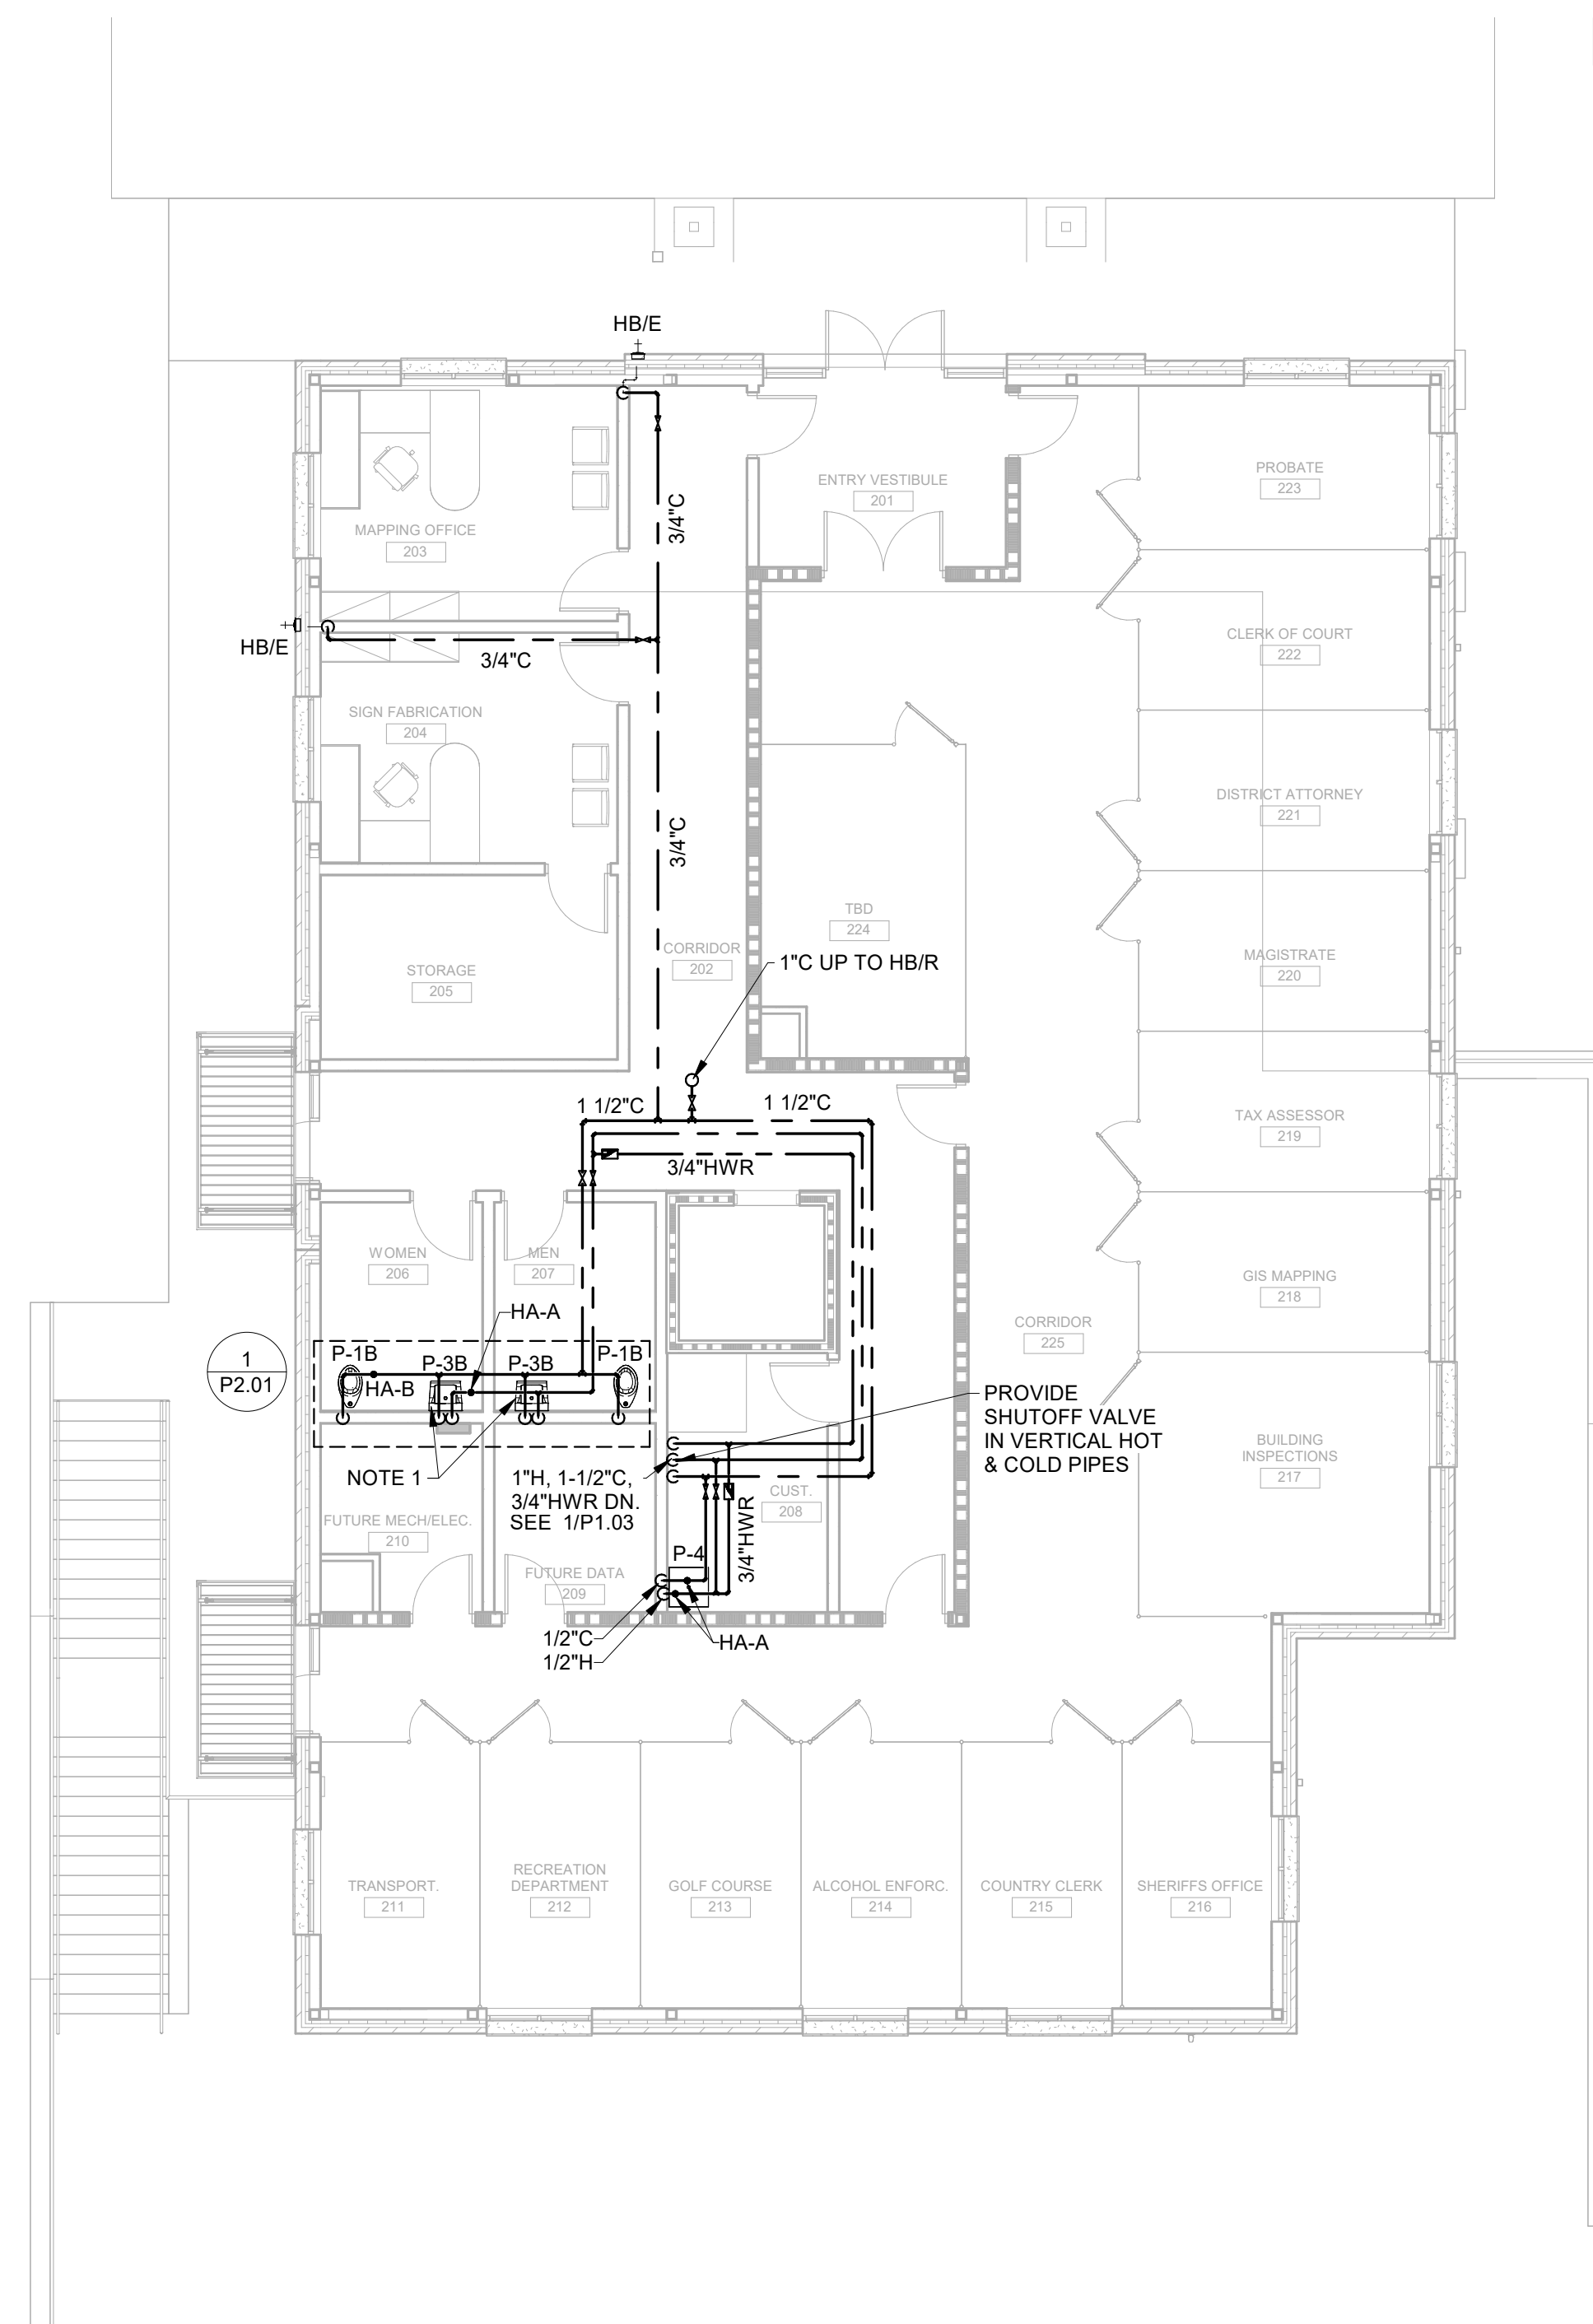 HB/E
PROBATE
223
ENTRY VESTIBULE
201
MAPPING OFFICE
203
3/4"C
HB/E
3/4"C
CLERK OF COURT
222
SIGN FABRICATION
204
DISTRICT ATTORNEY
221
3/4"C
TBD
224
CORRIDOR
202
1"C UP TO HB/R
STORAGE
205
MAGISTRATE
220
1 1/2"C
1 1/2"C
TAX ASSESSOR
219
3/4"HWR
WOMEN
206
MEN
207
GIS MAPPING
218
HA-A
CORRIDOR
225
1
P2.01
P-1B
P-3B
P-3B
P-1B
HA-B
PROVIDE
SHUTOFF VALVE
IN VERTICAL HOT
& COLD PIPES
BUILDING
INSPECTIONS
217
NOTE 1
1"H, 1-1/2"C,
3/4"HWR DN.
SEE 1/P1.03
CUST.
208
FUTURE MECH/ELEC.
210
3/4"HWR
P-4
FUTURE DATA
209
1/2"C
1/2"H
HA-A
TRANSPORT.
211
RECREATION
DEPARTMENT
212
GOLF COURSE
213
ALCOHOL ENFORC.
214
COUNTRY CLERK
215
SHERIFFS OFFICE
216